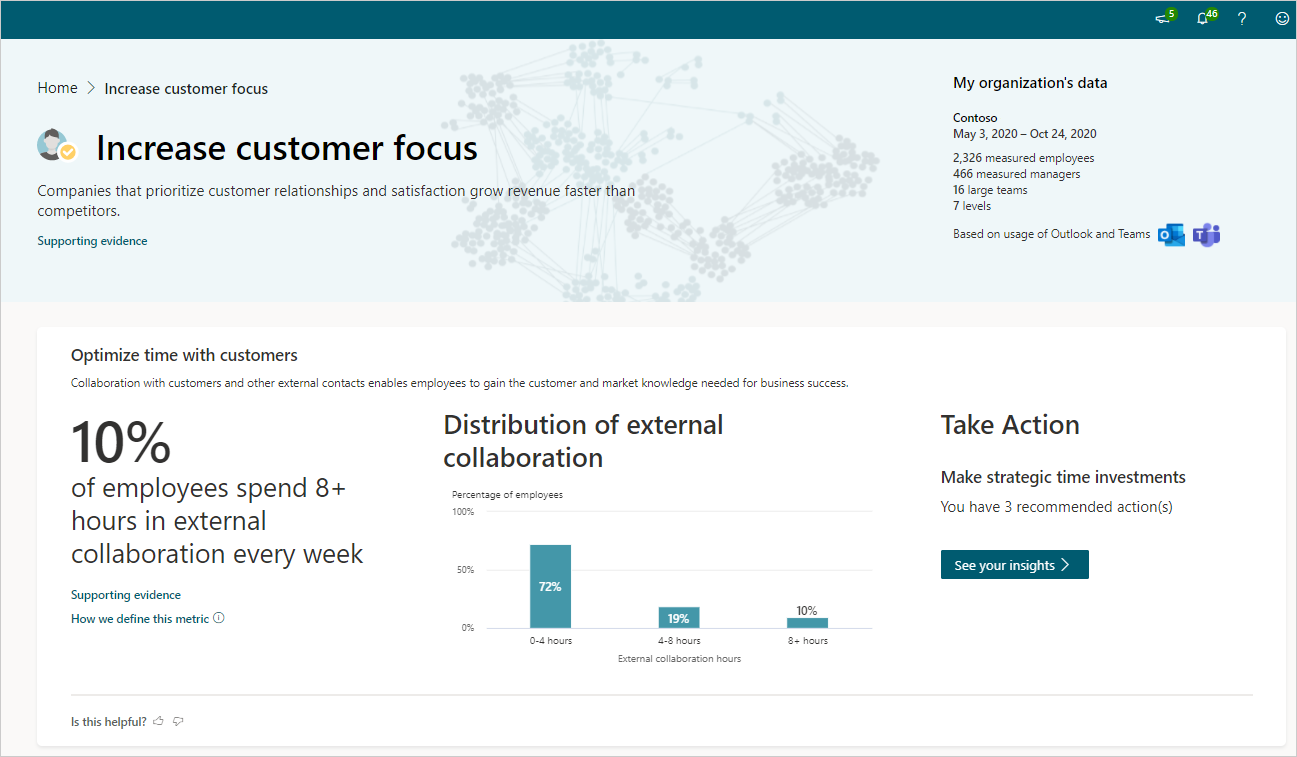 5
46
?
Home > Increase customer focus
Increase customer focus
Companies that prioritize customer relationships and satisfaction grow revenue faster than
competitors.
Supporting evidence
My organization's data
Contoso
May 3, 2020 – Oct 24, 2020
2,326 measured employees
466 measured managers
16 large teams
7 levels
Based on usage of Outlook and Teams
Optimize time with customers
Collaboration with customers and other external contacts enables employees to gain the customer and market knowledge needed for business success.
10%
of employees spend 8+
hours in external
collaboration every week
Supporting evidence
How we define this metric
Distribution of external
collaboration
Percentage of employees
100%
50%
0%
72%
19%
10%
0-4 hours
4-8 hours
8+ hours
External collaboration hours
Take Action
Make strategic time investments
You have 3 recommended action(s)
See your insights >
Is this helpful?